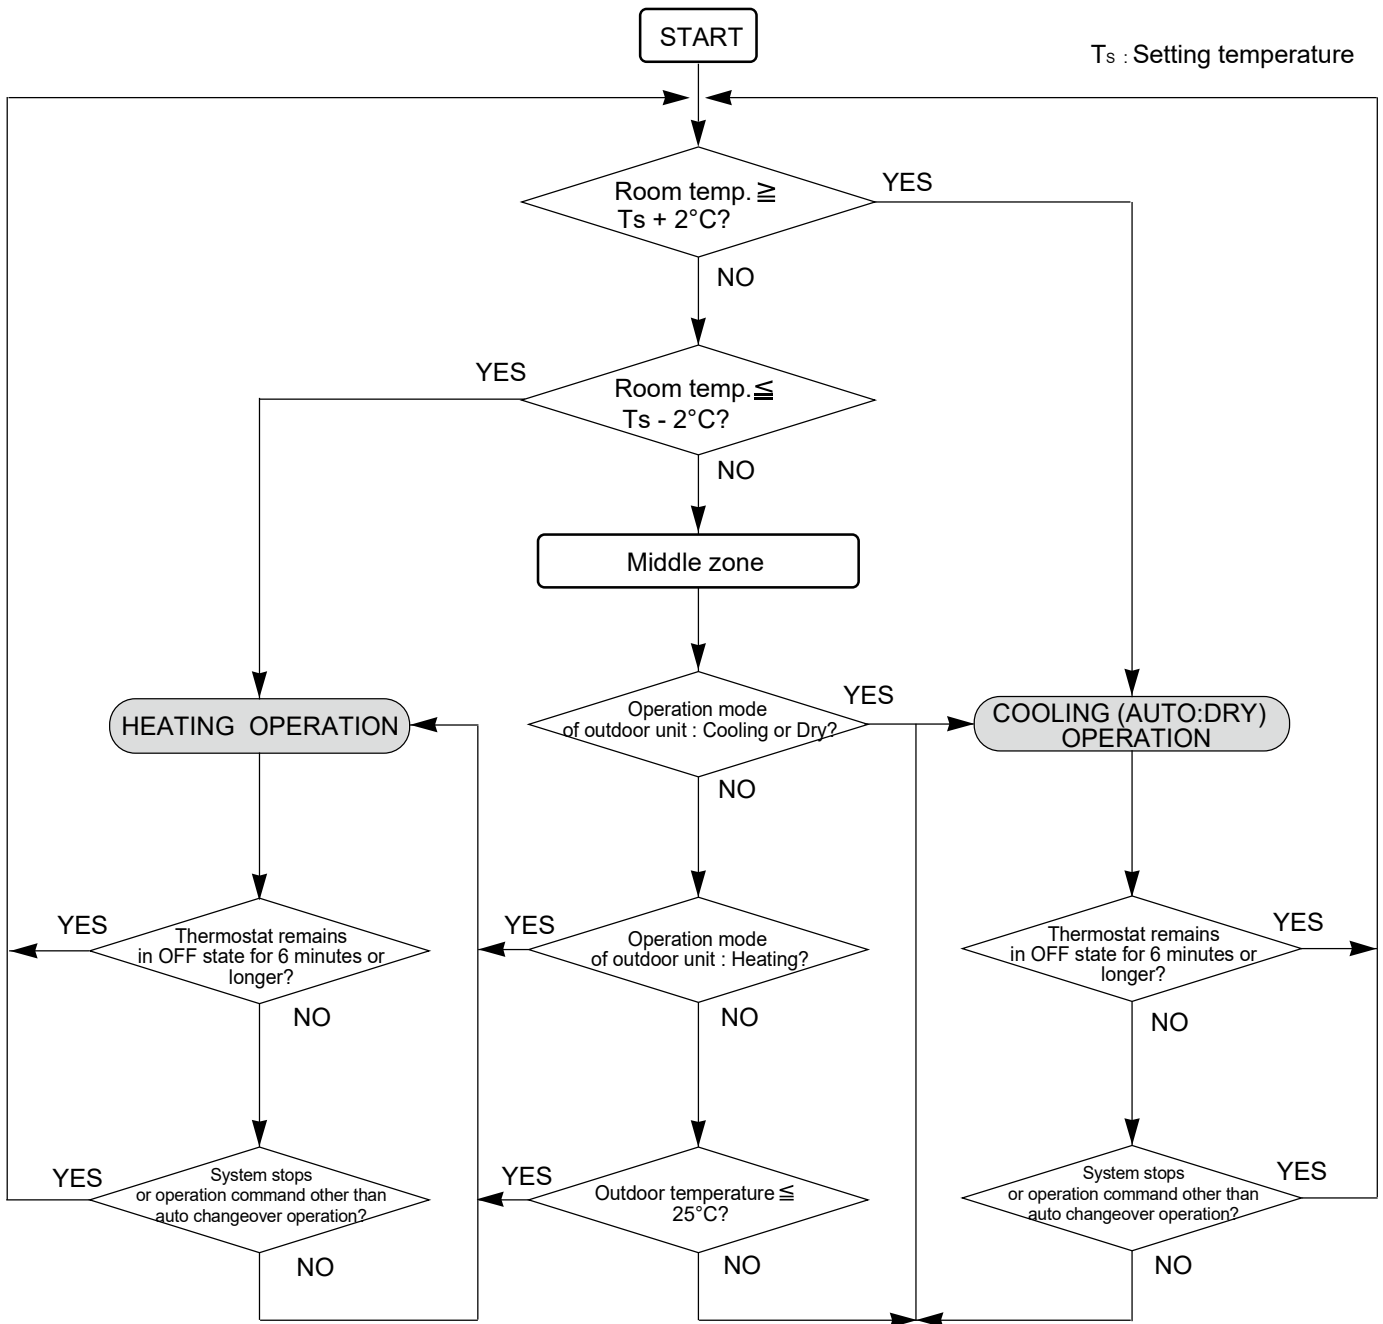 START
Ts : Setting temperature
Room temp.≧
Ts + 2°C?
YES
NO
YES
Room temp.≦
Ts - 2°C?
NO
Middle zone
HEATING OPERATION
Operation mode
of outdoor unit : Cooling or Dry?
YES
COOLING (AUTO:DRY)
OPERATION
NO
YES
Thermostat remains
in OFF state for 6 minutes or
longer?
NO
YES
Operation mode
of outdoor unit : Heating?
NO
Thermostat remains
in OFF state for 6 minutes or
longer?
YES
NO
YES
System stops
or operation command other than
auto changeover operation?
NO
YES
Outdoor temperature ≦
25°C?
NO
System stops
or operation command other than
auto changeover operation?
YES
NO